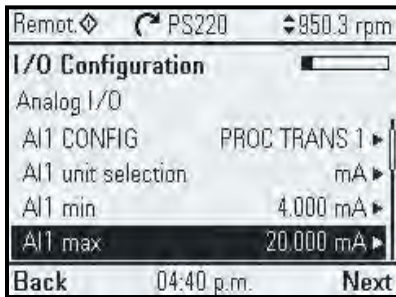 Remot. PS220 950.3 rpm
I/O Configuration
Analog I/O
AI1 CONFIG PROC TRANS 1
AI1 unit selection mA
AI1 min 4.000 mA
AI1 max 20.000 mA
Back 04:40 p.m. Next